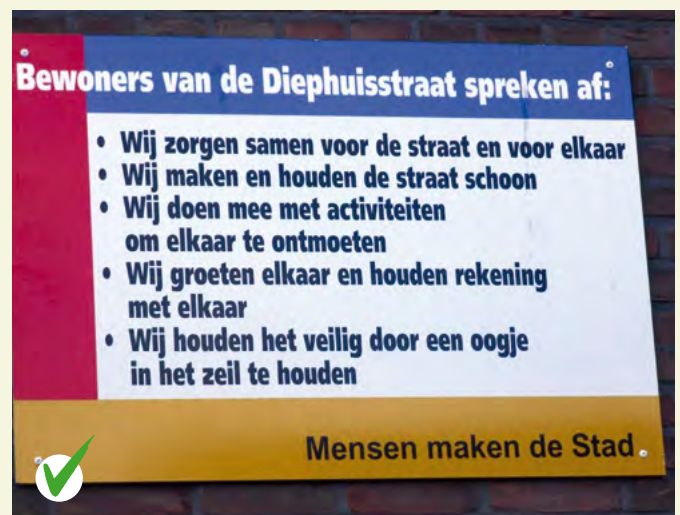 Bewoners van de Diephuisstraat spreken af:
• Wij zorgen samen voor de straat en voor elkaar
• Wij maken en houden de straat schoon
• Wij doen mee met activiteiten
om elkaar te ontmoeten
• Wij groeten elkaar en houden rekening
met elkaar
• Wij houden het veilig door een oogje
in het zeil te houden
Mensen maken de Stad